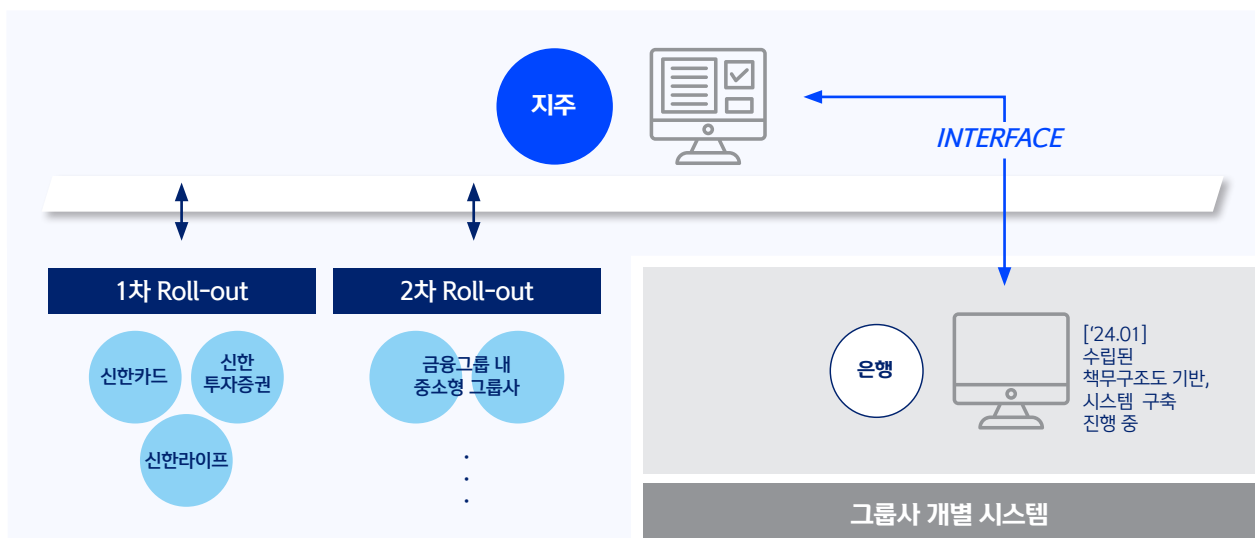 지주
INTERFACE
1차 Roll-out
2차 Roll-out
신한카드
신한
투자증권
신한라이프
금융그룹 내
중소형 그룹사
은행
['24.01]
수립된
책무구조도 기반,
시스템 구축
진행 중
그룹사 개별 시스템